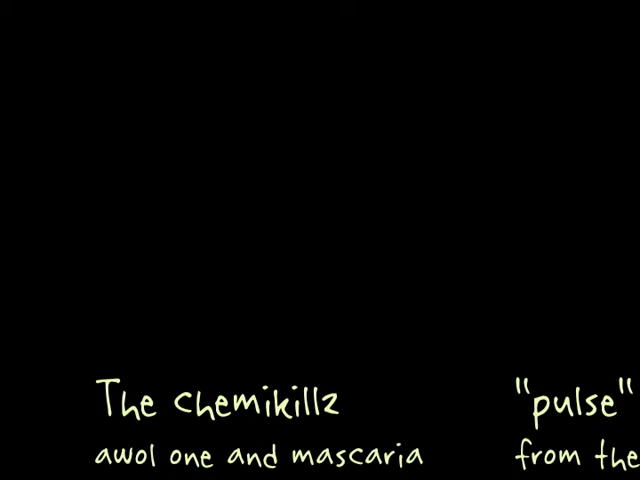 The Chemikillz
awol one and mascaria
"pulse"
from the